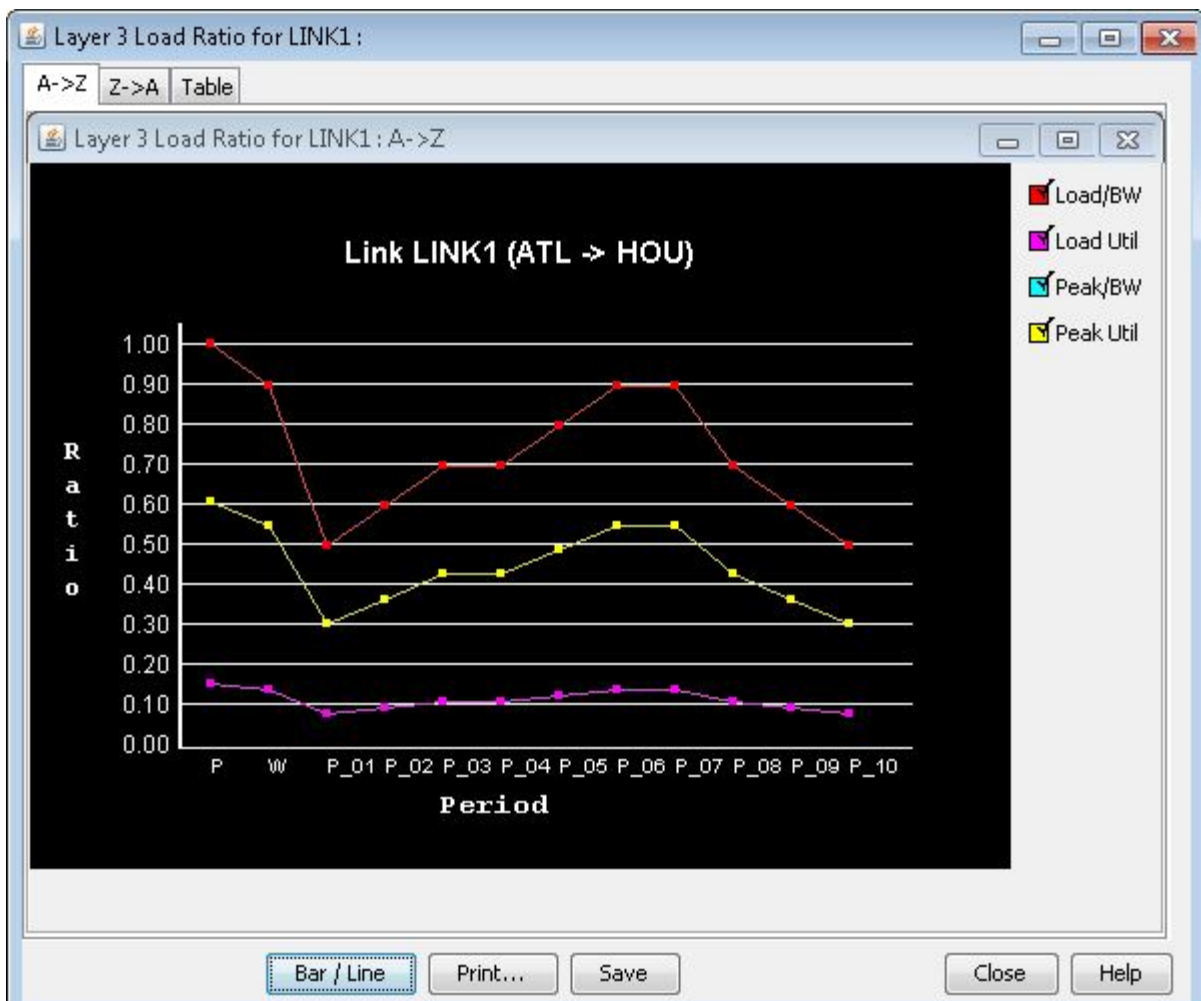 Layer 3 Load Ratio for LINK1 :
A->Z Z->A Table
Layer 3 Load Ratio for LINK1 : A->Z
Load/BW
Load Util
Peak/BW
Peak Util
Link LINK1 (ATL -> HOU)
1.00
0.90
0.80
0.70
0.60
0.50
0.40
0.30
0.20
0.10
0.00
Ratio
P W P_01 P_02 P_03 P_04 P_05 P_06 P_07 P_08 P_09 P_10
Period
Bar / Line Print... Save Close Help